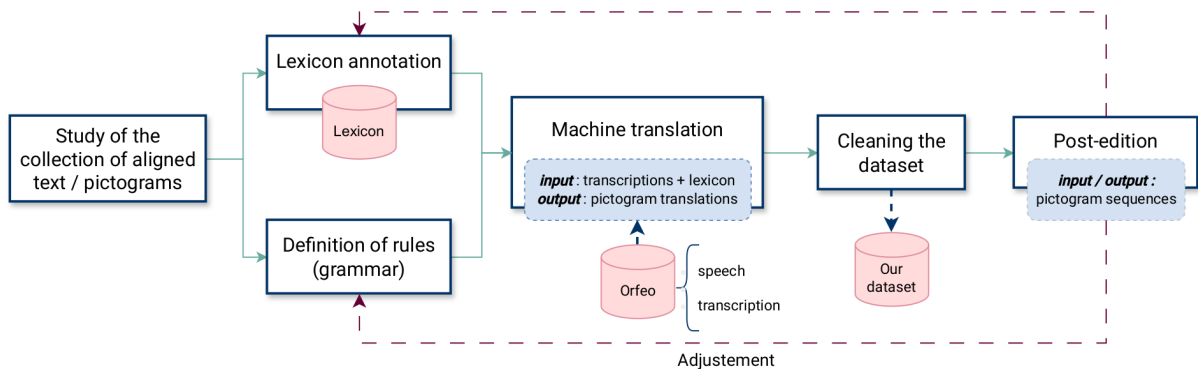 Study of the
collection of aligned
text / pictograms
Lexicon annotation
Lexicon
Definition of rules
(grammar)
Machine translation
input : transcriptions + lexicon
output : pictogram translations
Orfeo
speech
transcription
Cleaning the
dataset
Our
dataset
Post-edition
input / output :
pictogram sequences
Adjustement